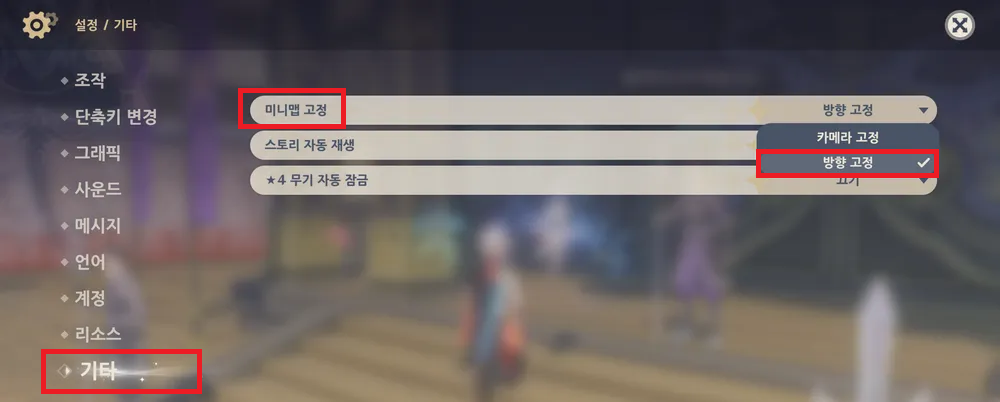 설정 / 기타
조작
단축키 변경
그래픽
사운드
메시지
언어
계정
리소스
기타
미니맵 고정
방향 고정
스토리 자동 재생
카메라 고정
방향 고정
★4 무기 자동 잠금
끄기